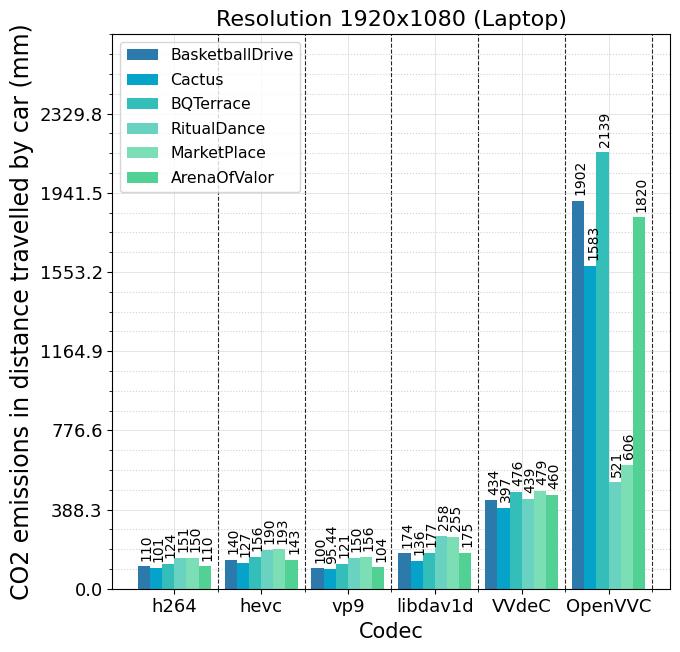 Resolution 1920x1080 (Laptop)
CO2 emissions in distance travelled by car (mm)
2329.8
1941.5
1553.2
1164.9
776.6
388.3
0.0
BasketballDrive
Cactus
BQTerrace
RitualDance
MarketPlace
ArenaOfValor
110
101
124
151
150
110
140
127
156
190
193
143
100
95.44
121
150
156
104
174
136
177
258
255
175
434
397
476
439
479
460
1902
1583
2139
521
606
1820
h264
hevc
vp9
libdav1d
VVdeC
OpenVVC
Codec